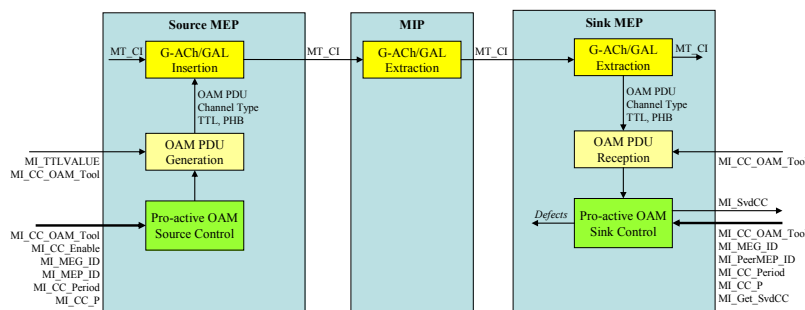 Source MEP
MIP
Sink MEP
MT_CI
G-ACh/GAL
Insertion
MT_CI
G-ACh/GAL
Extraction
MT_CI
G-ACh/GAL
Extraction
MT_CI
OAM PDU
Channel Type
TTL, PHB
OAM PDU
Channel Type
TTL, PHB
MI_TTLVALUE
MI_CC_OAM_Tool
OAM PDU
Generation
OAM PDU
Reception
MI_CC_OAM_Too
Pro-active OAM
Source Control
MI_CC_OAM_Tool
MI_CC_Enable
MI_MEG_ID
MI_MEP_ID
MI_CC_Period
MI_CC_P
Defects
Pro-active OAM
Sink Control
MI_SvdCC
MI_CC_OAM_Too
MI_MEG_ID
MI_PeerMEP_ID
MI_CC_Period
MI_CC_P
MI_Get_SvdCC